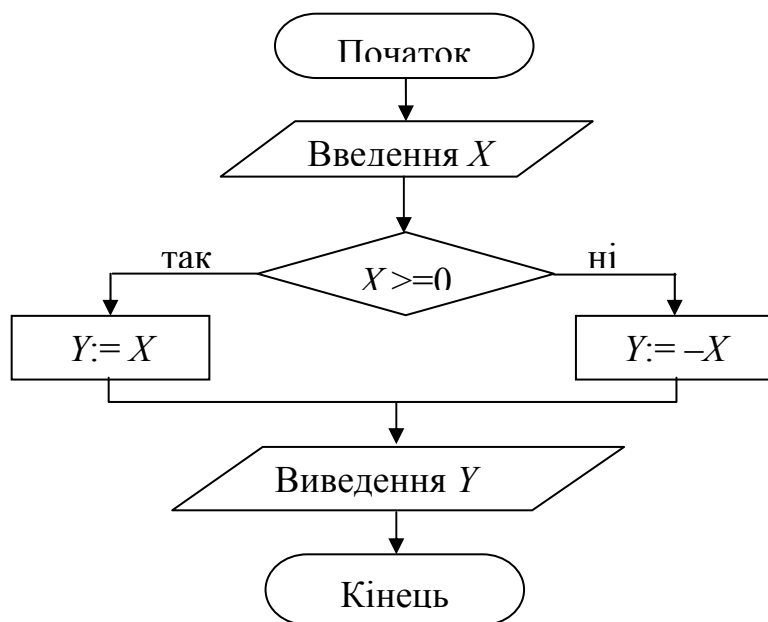 Початок
Введення X
так
X >=0
ні
Y:= X
Y:= –X
Виведення Y
Кінець